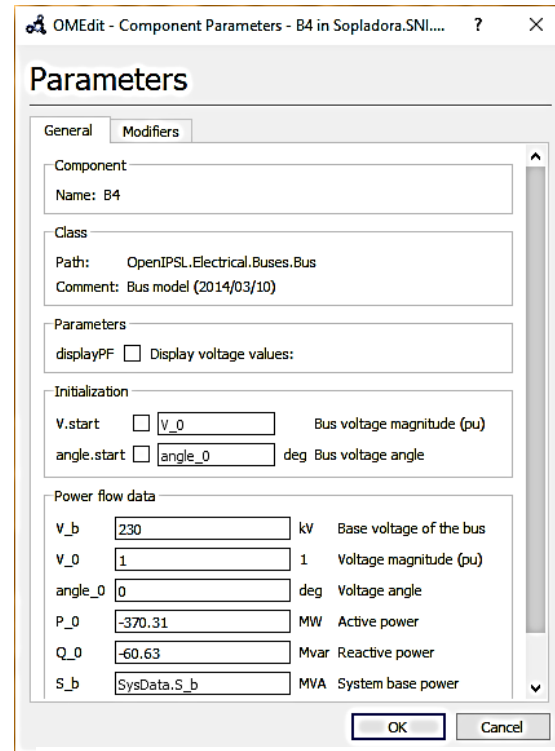 OMEdit - Component Parameters - B4 in Sopladora.SNI.... ? ×
Parameters
General Modifiers
Component
Name: B4
Class
Path: OpenIPSL.Electrical.Buses.Bus
Comment: Bus model (2014/03/10)
Parameters
displayPF Display voltage values:
Initialization
V.start V_0 Bus voltage magnitude (pu)
angle.start angle_0 deg Bus voltage angle
Power flow data
V_b 230 kV Base voltage of the bus
V_0 1 1 Voltage magnitude (pu)
angle_0 0 deg Voltage angle
P_0 -370.31 MW Active power
Q_0 -60.63 Mvar Reactive power
S_b SysData.S_b MVA System base power
OK Cancel